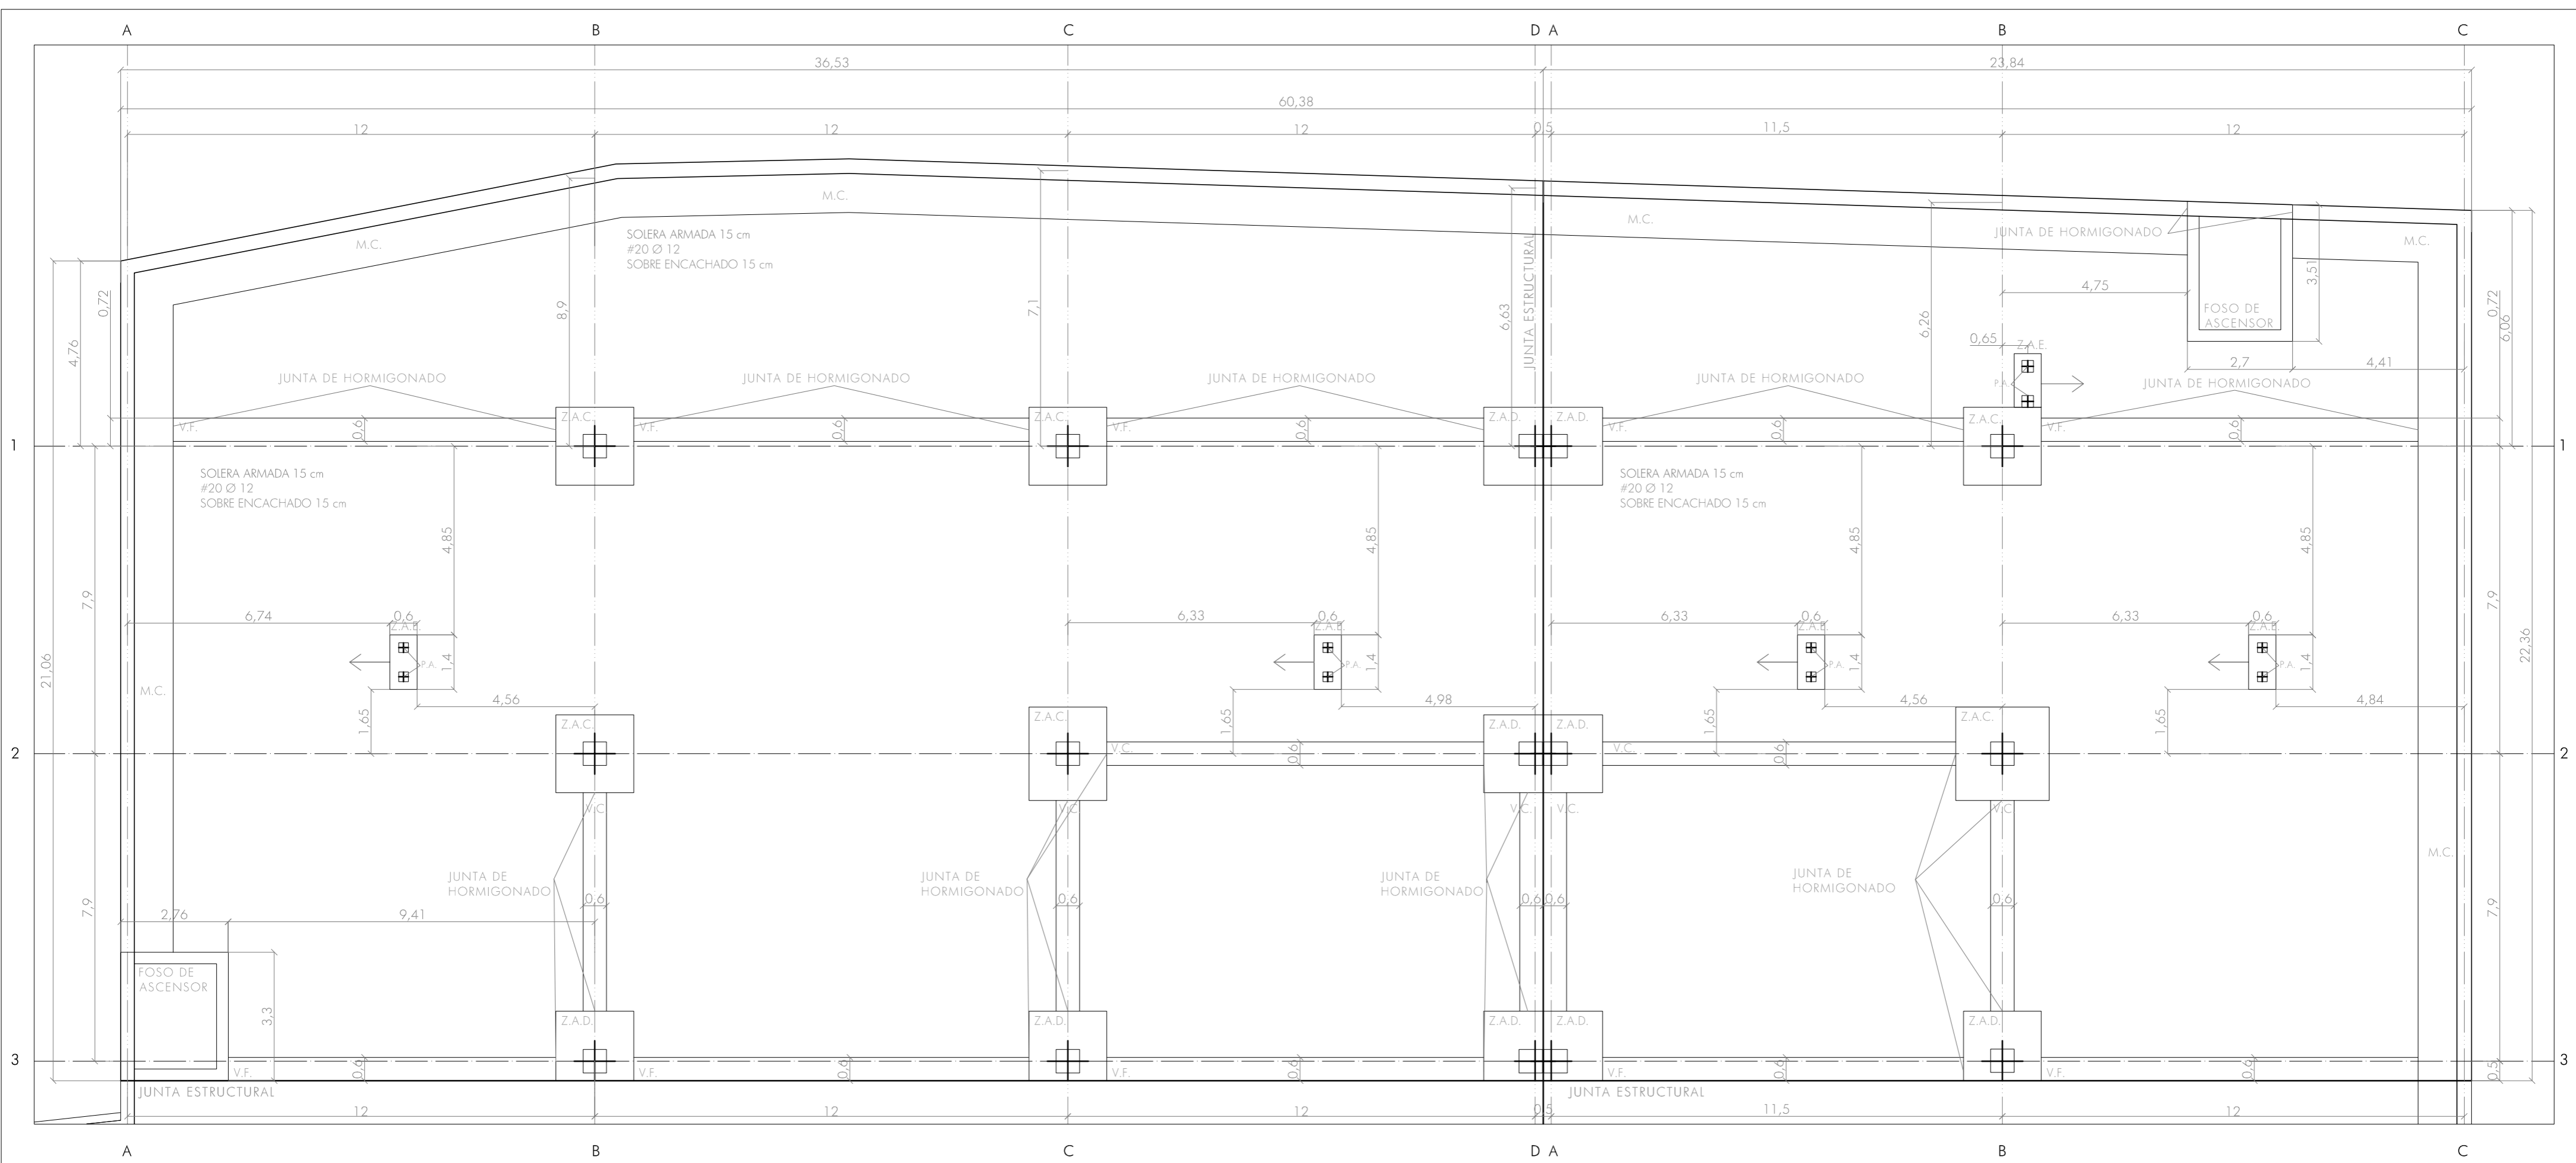 A B C D A B C
36,53 23,84
60,38
12 12 12 0,5 11,5 12
M.C.
M.C.
M.C.
M.C.
SOLERA ARMADA 15 cm
#20 Ø 12
SOBRE ENCACHADO 15 cm
8,9
7,1
6,63
JUNTA ESTRUCTURAL
6,26
JUNTA DE HORMIGONADO
3,51
4,75
FOSO DE
ASCENSOR
0,72
4,76
0,72
6,06
0,65
Z.A.E.
P.A.
2,7 4,41
JUNTA DE HORMIGONADO JUNTA DE HORMIGONADO JUNTA DE HORMIGONADO JUNTA DE HORMIGONADO JUNTA DE HORMIGONADO
Z.A.C. Z.A.C. Z.A.D. Z.A.D. Z.A.C.
V.F. 0,6 V.F. 0,6 V.F. 0,6 V.F. 0,6 V.F. 0,6
1 1
SOLERA ARMADA 15 cm
#20 Ø 12
SOBRE ENCACHADO 15 cm
SOLERA ARMADA 15 cm
#20 Ø 12
SOBRE ENCACHADO 15 cm
4,85 4,85 4,85 4,85
7,9 7,9
6,74 0,6 6,33 0,6 6,33 0,6 6,33 0,6
Z.A.E. Z.A.E. Z.A.E. Z.A.E.
P.A. 1,4 P.A. 1,4 P.A. 1,4 P.A. 1,4
21,06 22,36
M.C.
4,56 4,98 4,56 4,84
1,65 1,65 1,65 1,65
Z.A.C. Z.A.C. Z.A.D. Z.A.D. Z.A.C.
V.C. V.C.
2 0,6 0,6 2
V.C. V.C. V.C. V.C. V.C.
M.C.
JUNTA DE
HORMIGONADO
JUNTA DE
HORMIGONADO
JUNTA DE
HORMIGONADO
JUNTA DE
HORMIGONADO
0,6 0,6 0,6 0,6 0,6
7,9 7,9
2,76 9,41
FOSO DE
ASCENSOR
3,3
Z.A.D. Z.A.D. Z.A.D. Z.A.D. Z.A.D.
3 3
V.F. 0,6 V.F. 0,6 V.F. 0,6 V.F. 0,6 V.F. 0,6 0,5
JUNTA ESTRUCTURAL JUNTA ESTRUCTURAL
12 12 12 0,5 11,5 12
A B C D A B C